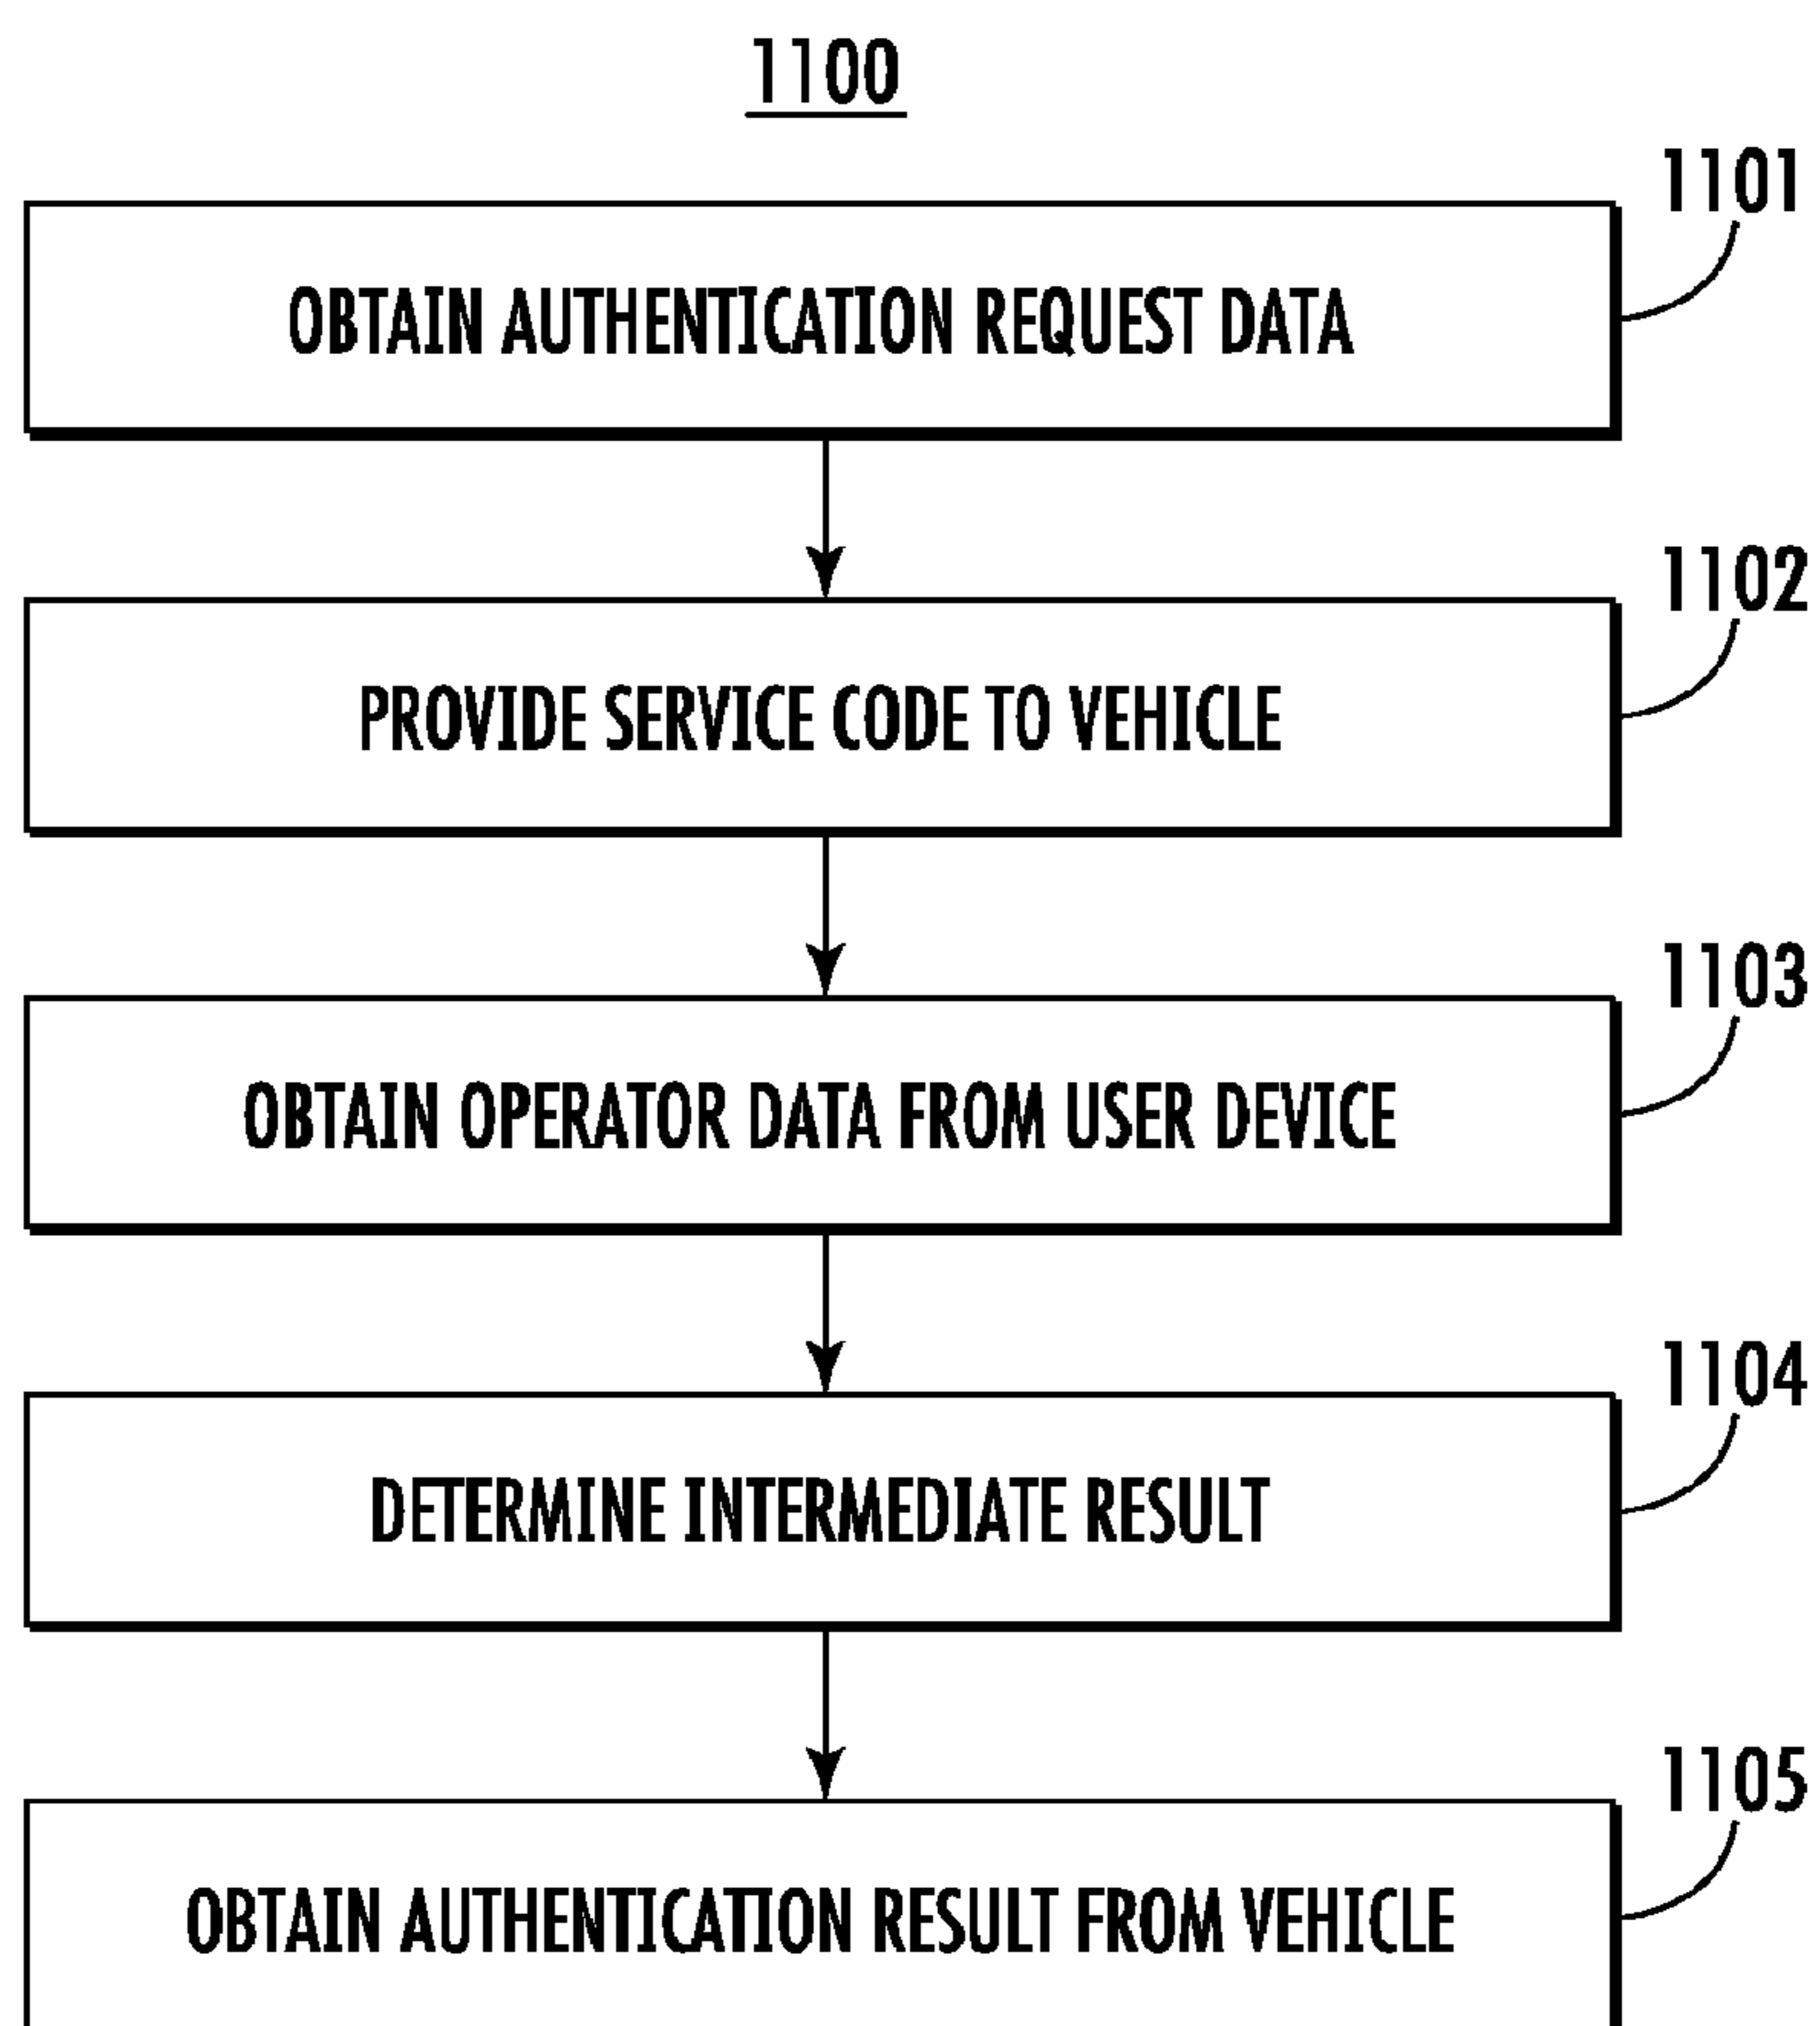 1100
1101
OBTAIN AUTHENTICATION REQUEST DATA
1102
PROVIDE SERVICE CODE TO VEHICLE
1103
OBTAIN OPERATOR DATA FROM USER DEVICE
1104
DETERMINE INTERMEDIATE RESULT
1105
OBTAIN AUTHENTICATION RESULT FROM VEHICLE